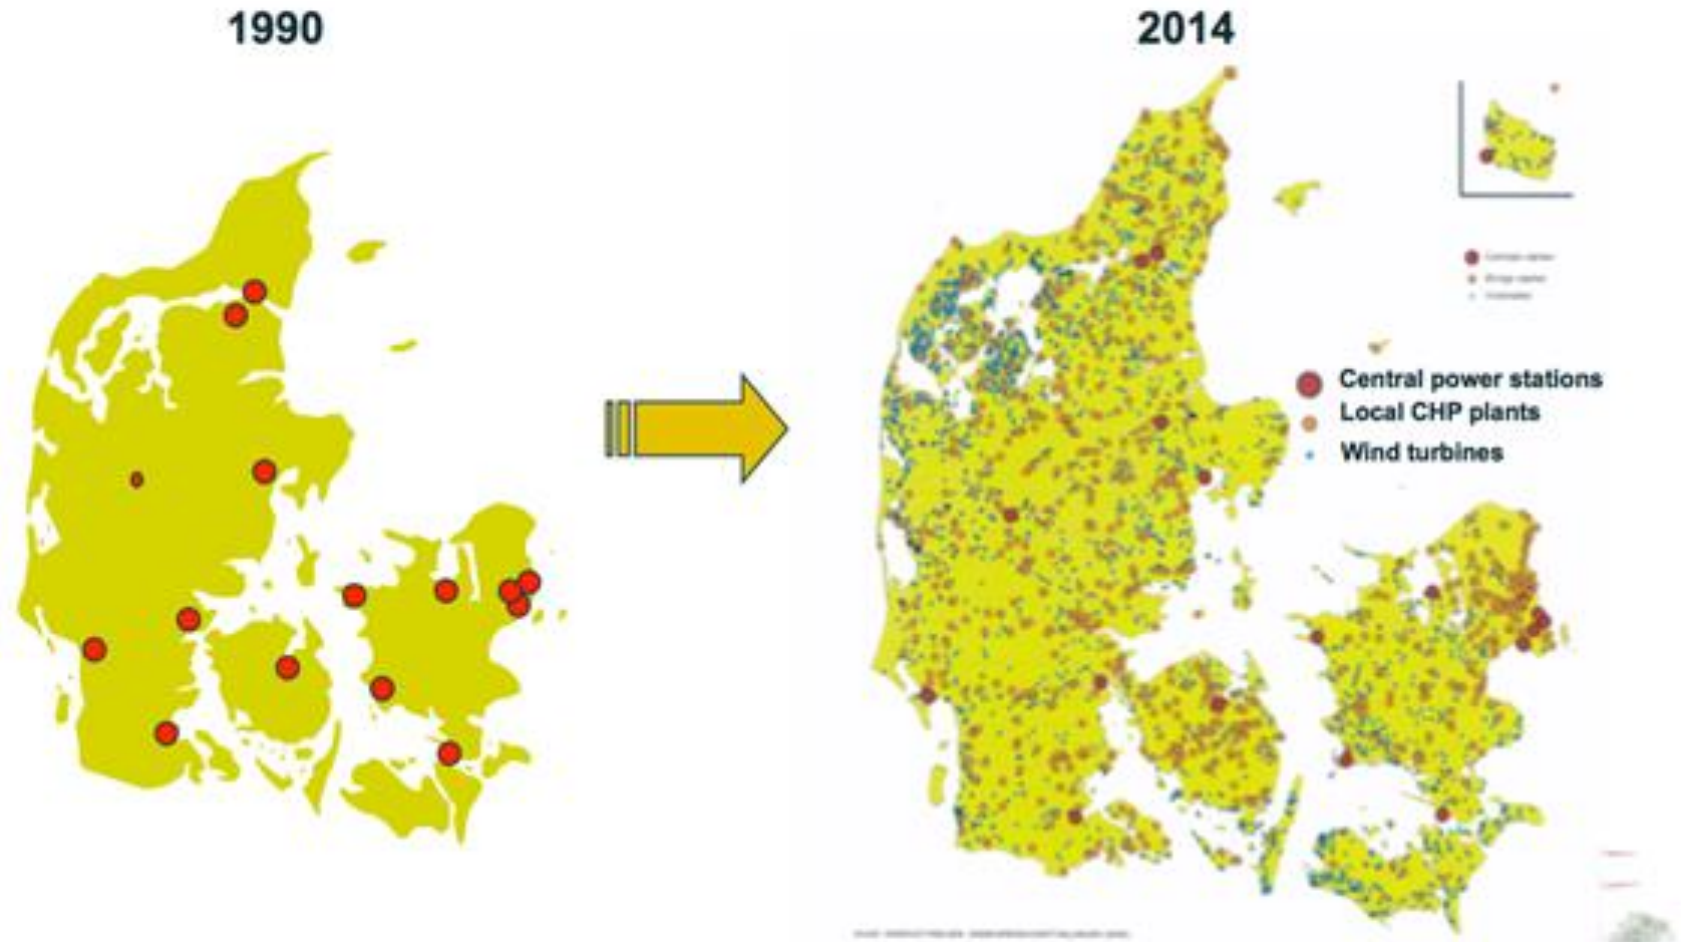 1990
2014
Central power stations
Local CHP plants
Wind turbines